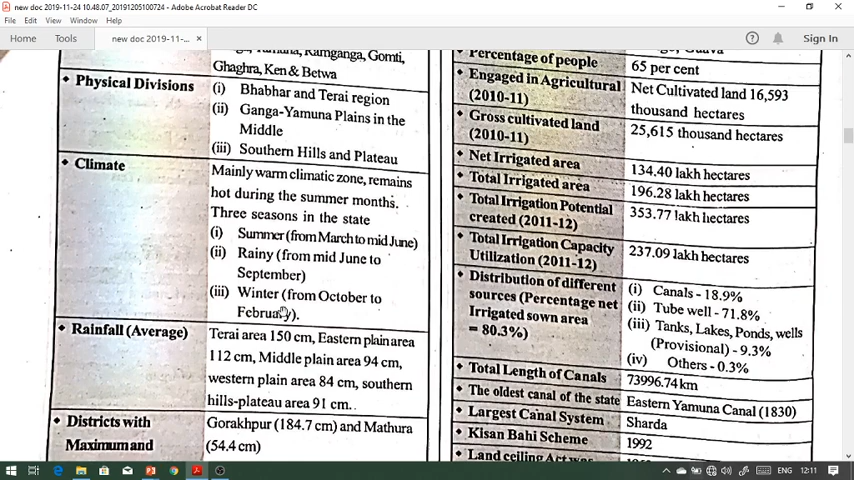 new doc 2019-11-24 10.48.07_20191205100724 - Adobe Acrobat Reader DC
File Edit View Window Help
Home Tools new doc 2019-11-... × Sign In
Ramganga, Gomti,
Ghaghra, Ken & Betwa
Physical Divisions
(i) Bhabhar and Terai region
(ii) Ganga-Yamuna Plains in the
Middle
(iii) Southern Hills and Plateau
Climate
Mainly warm climatic zone, remains
hot during the summer months.
Three seasons in the state
(i) Summer (from March to mid June)
(ii) Rainy (from mid June to
September)
(iii) Winter (from October to
February).
Rainfall (Average)
Terai area 150 cm, Eastern plain area
112 cm, Middle plain area 94 cm,
western plain area 84 cm, southern
hills-plateau area 91 cm.
Districts with
Maximum and
Gorakhpur (184.7 cm) and Mathura
(54.4 cm)
Percentage of people
Engaged in Agricultural
(2010-11)
65 per cent
Net Cultivated land 16,593
thousand hectares
Gross cultivated land
(2010-11)
25,615 thousand hectares
Net Irrigated area
134.40 lakh hectares
Total Irrigated area
196.28 lakh hectares
Total Irrigation Potential
created (2011-12)
353.77 lakh hectares
Total Irrigation Capacity
Utilization (2011-12)
237.09 lakh hectares
Distribution of different
sources (Percentage net
Irrigated sown area
= 80.3%)
(i) Canals - 18.9%
(ii) Tube well - 71.8%
(iii) Tanks, Lakes, Ponds, wells
(Provisional) - 9.3%
(iv) Others - 0.3%
Total Length of Canals
73996.74 km
The oldest canal of the state
Eastern Yamuna Canal (1830)
Largest Canal System
Sharda
Kisan Bahi Scheme
1992
Land ceiling Act was
ENG 12:11